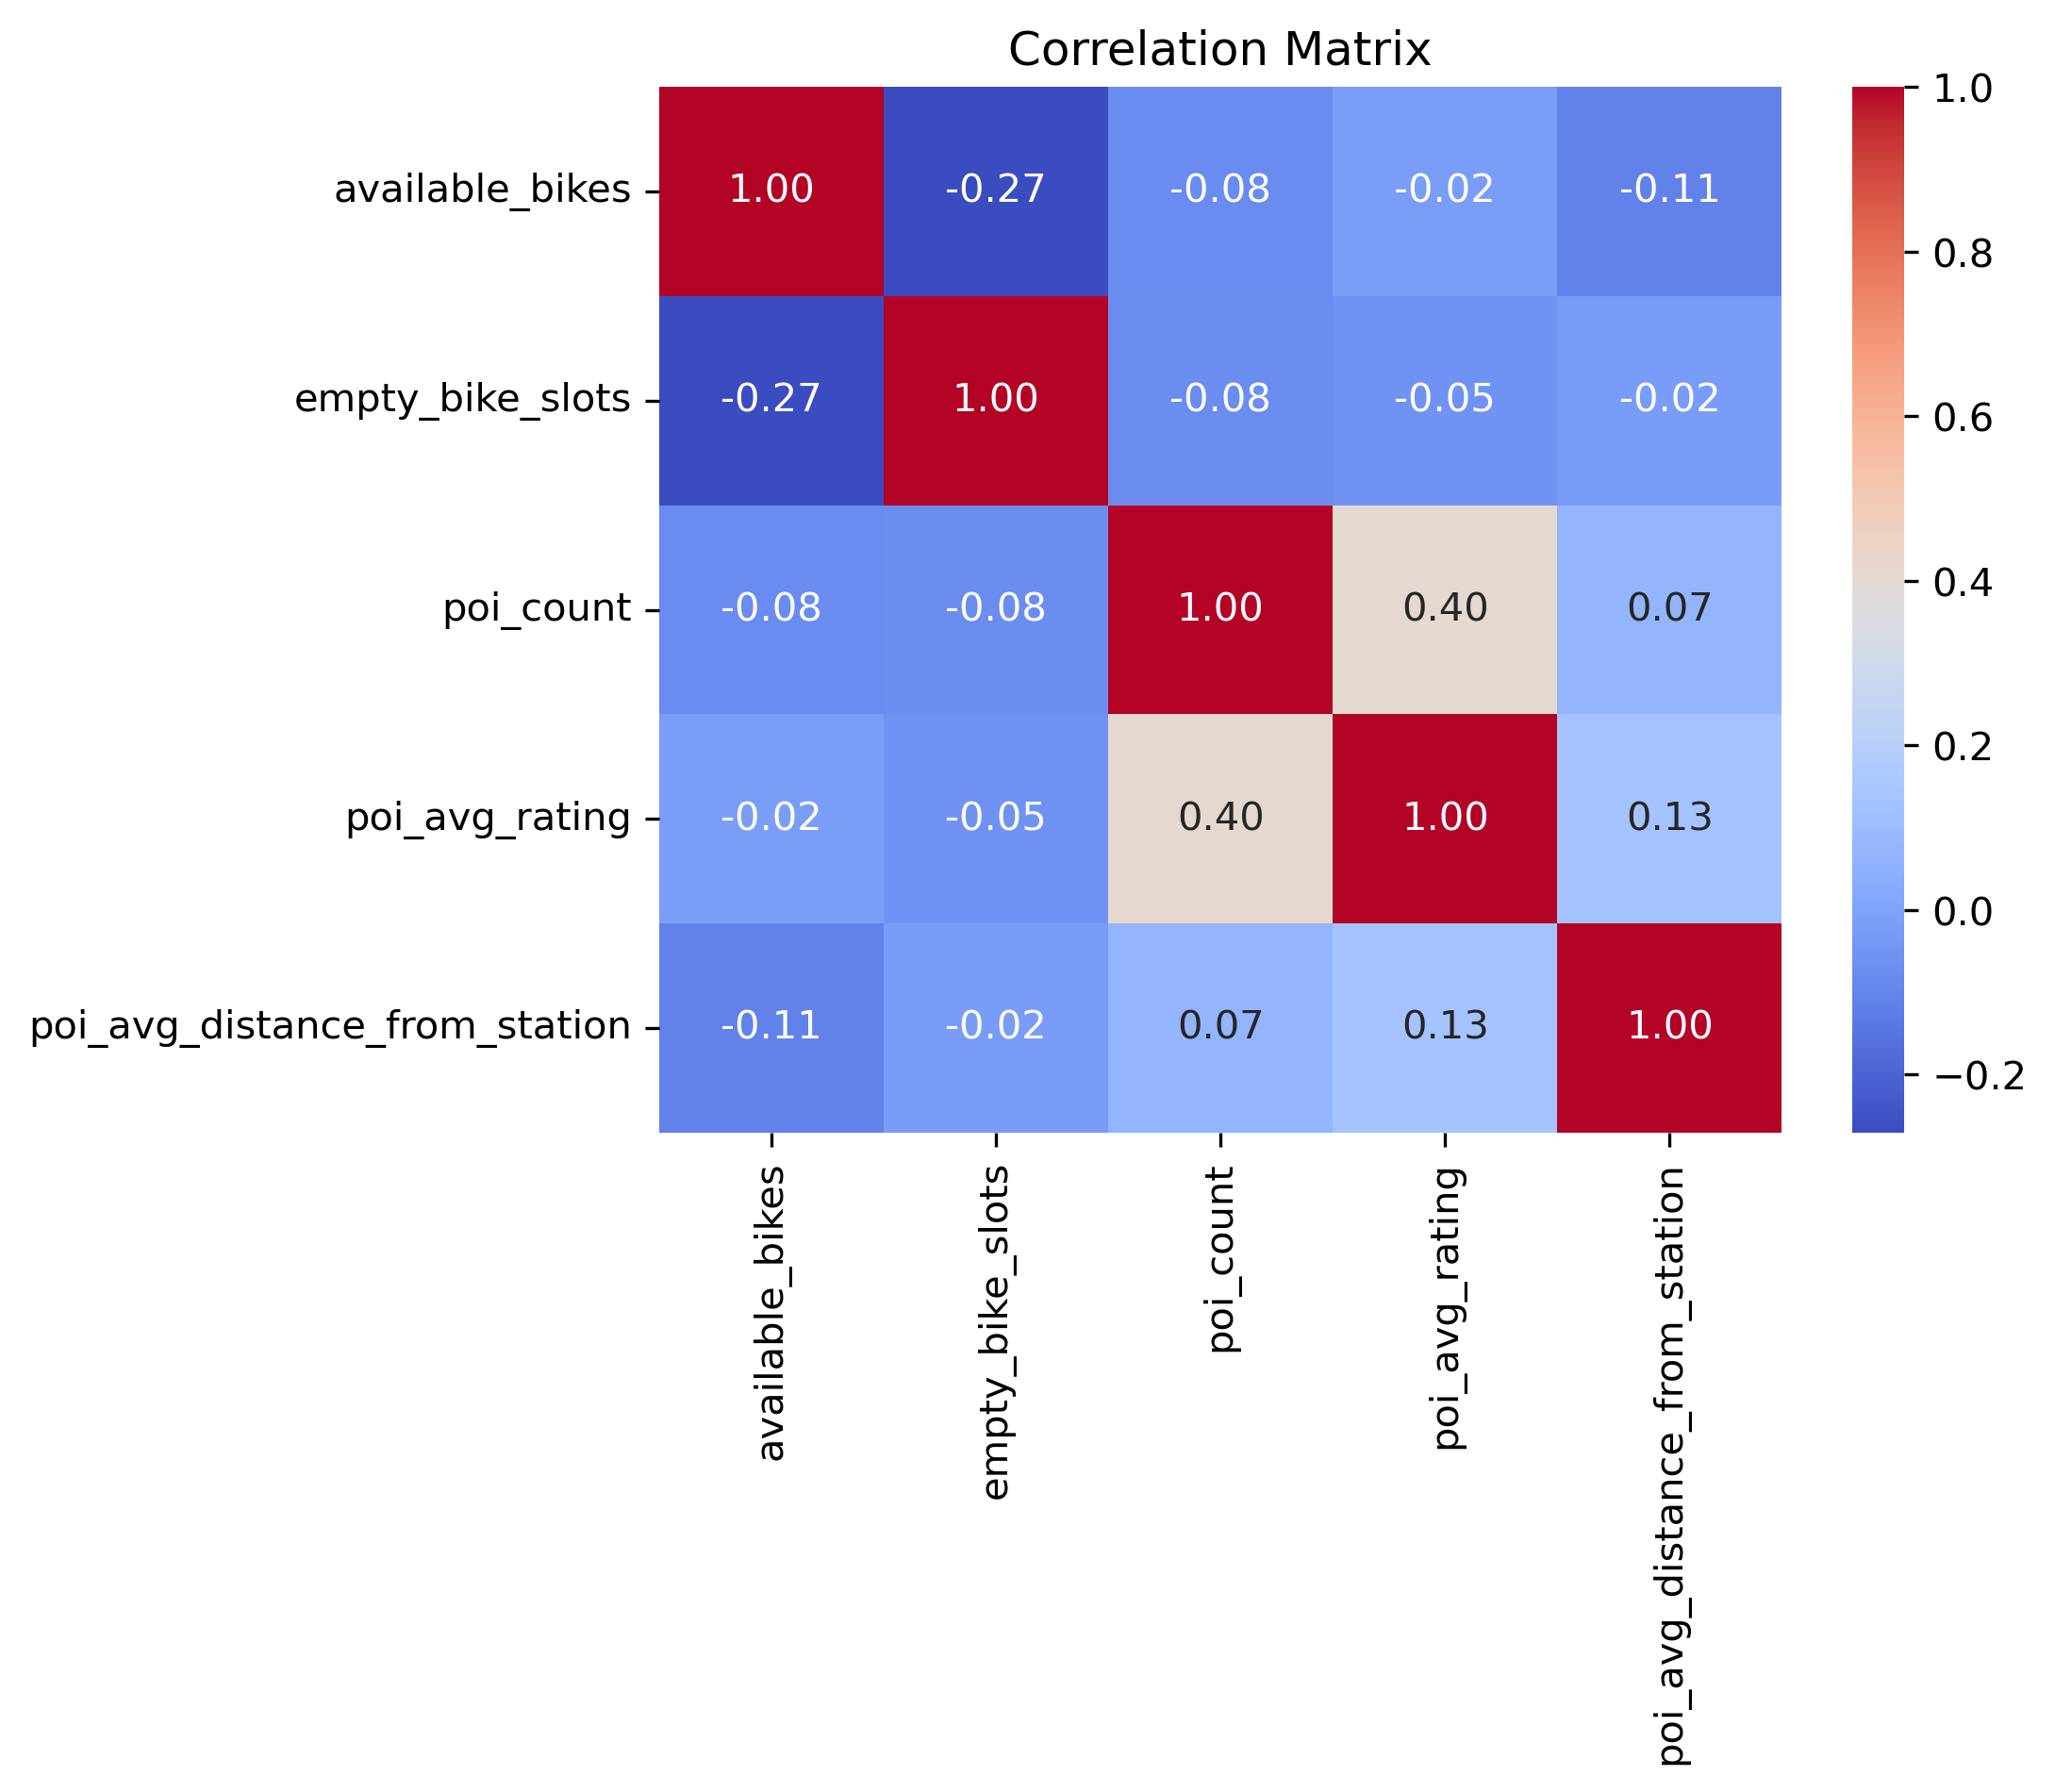 Correlation Matrix
available_bikes 1.00 -0.27 -0.08 -0.02 -0.11
empty_bike_slots -0.27 1.00 -0.08 -0.05 -0.02
poi_count -0.08 -0.08 1.00 0.40 0.07
poi_avg_rating -0.02 -0.05 0.40 1.00 0.13
poi_avg_distance_from_station -0.11 -0.02 0.07 0.13 1.00
available_bikes
empty_bike_slots
poi_count
poi_avg_rating
poi_avg_distance_from_station
1.0
0.8
0.6
0.4
0.2
0.0
−0.2